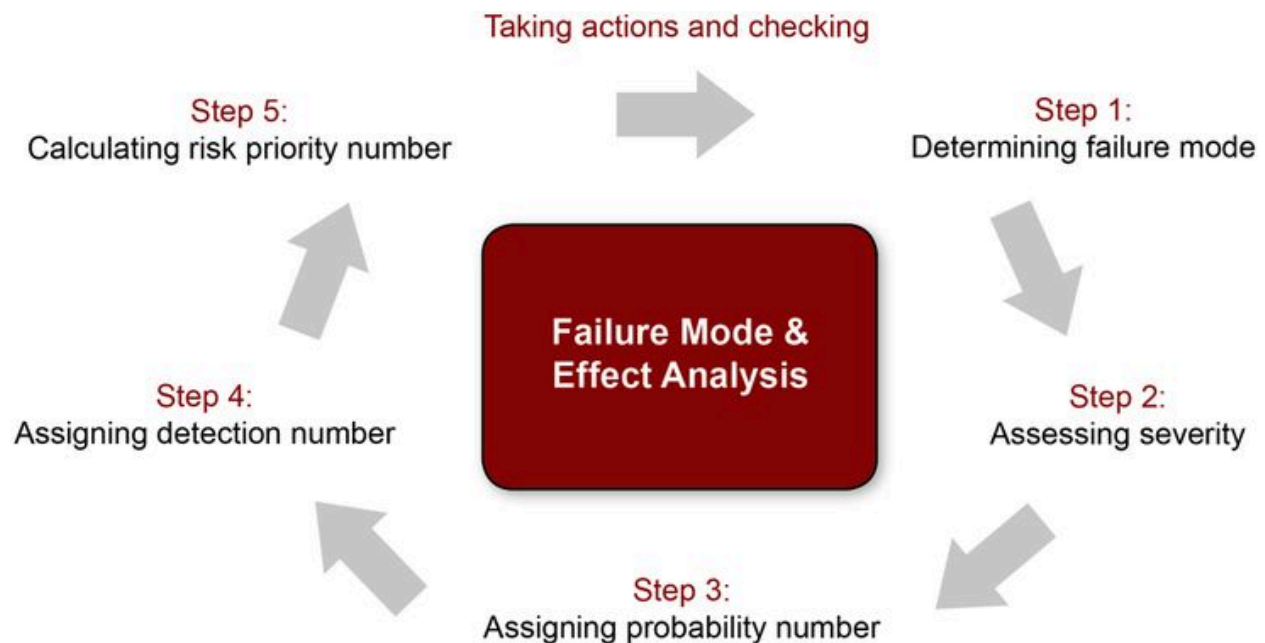 Taking actions and checking
Step 1:
Determining failure mode
Step 2:
Assessing severity
Step 3:
Assigning probability number
Step 4:
Assigning detection number
Step 5:
Calculating risk priority number
Failure Mode &
Effect Analysis